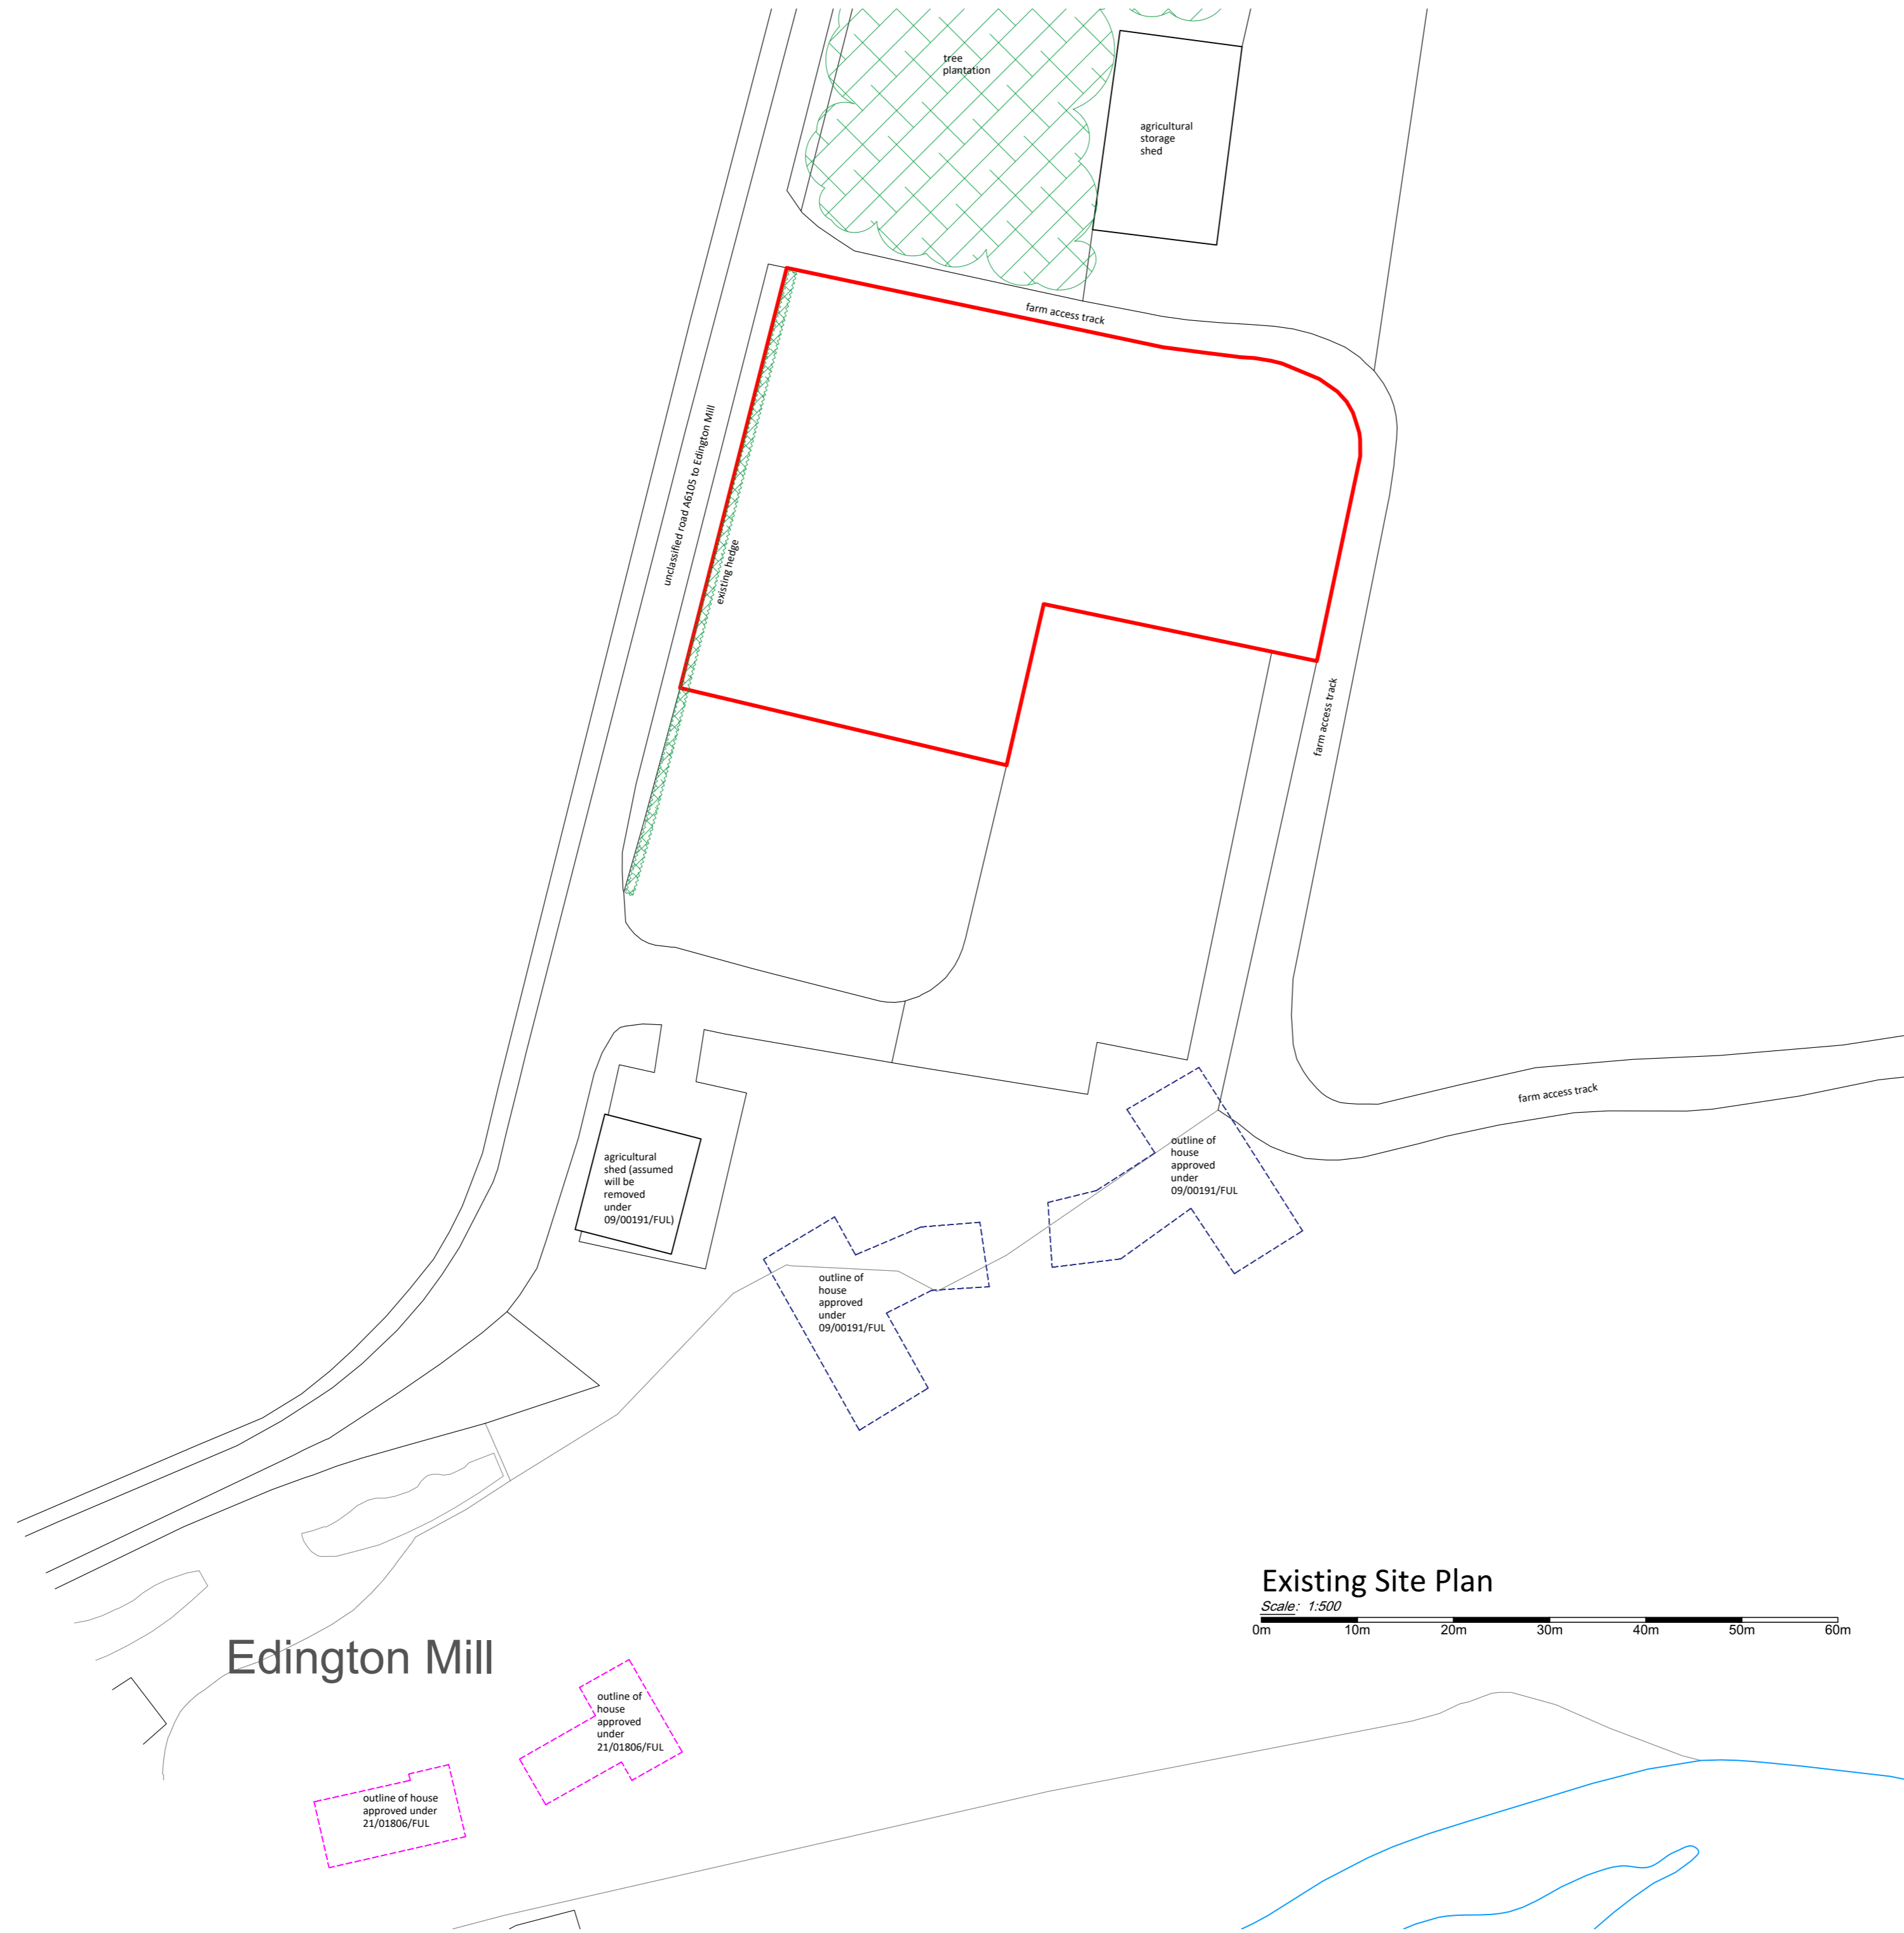 tree
plantation
agricultural
storage
shed
farm access track
unclassified road A6105 to Edington Mill
existing hedge
farm access track
farm access track
outline of
house
approved
under
09/00191/FUL
agricultural
shed (assumed
will be
removed
under
09/00191/FUL)
outline of
house
approved
under
09/00191/FUL
Existing Site Plan
Scale: 1:500
0m 10m 20m 30m 40m 50m 60m
Edington Mill
outline of
house
approved
under
21/01806/FUL
outline of house
approved under
21/01806/FUL